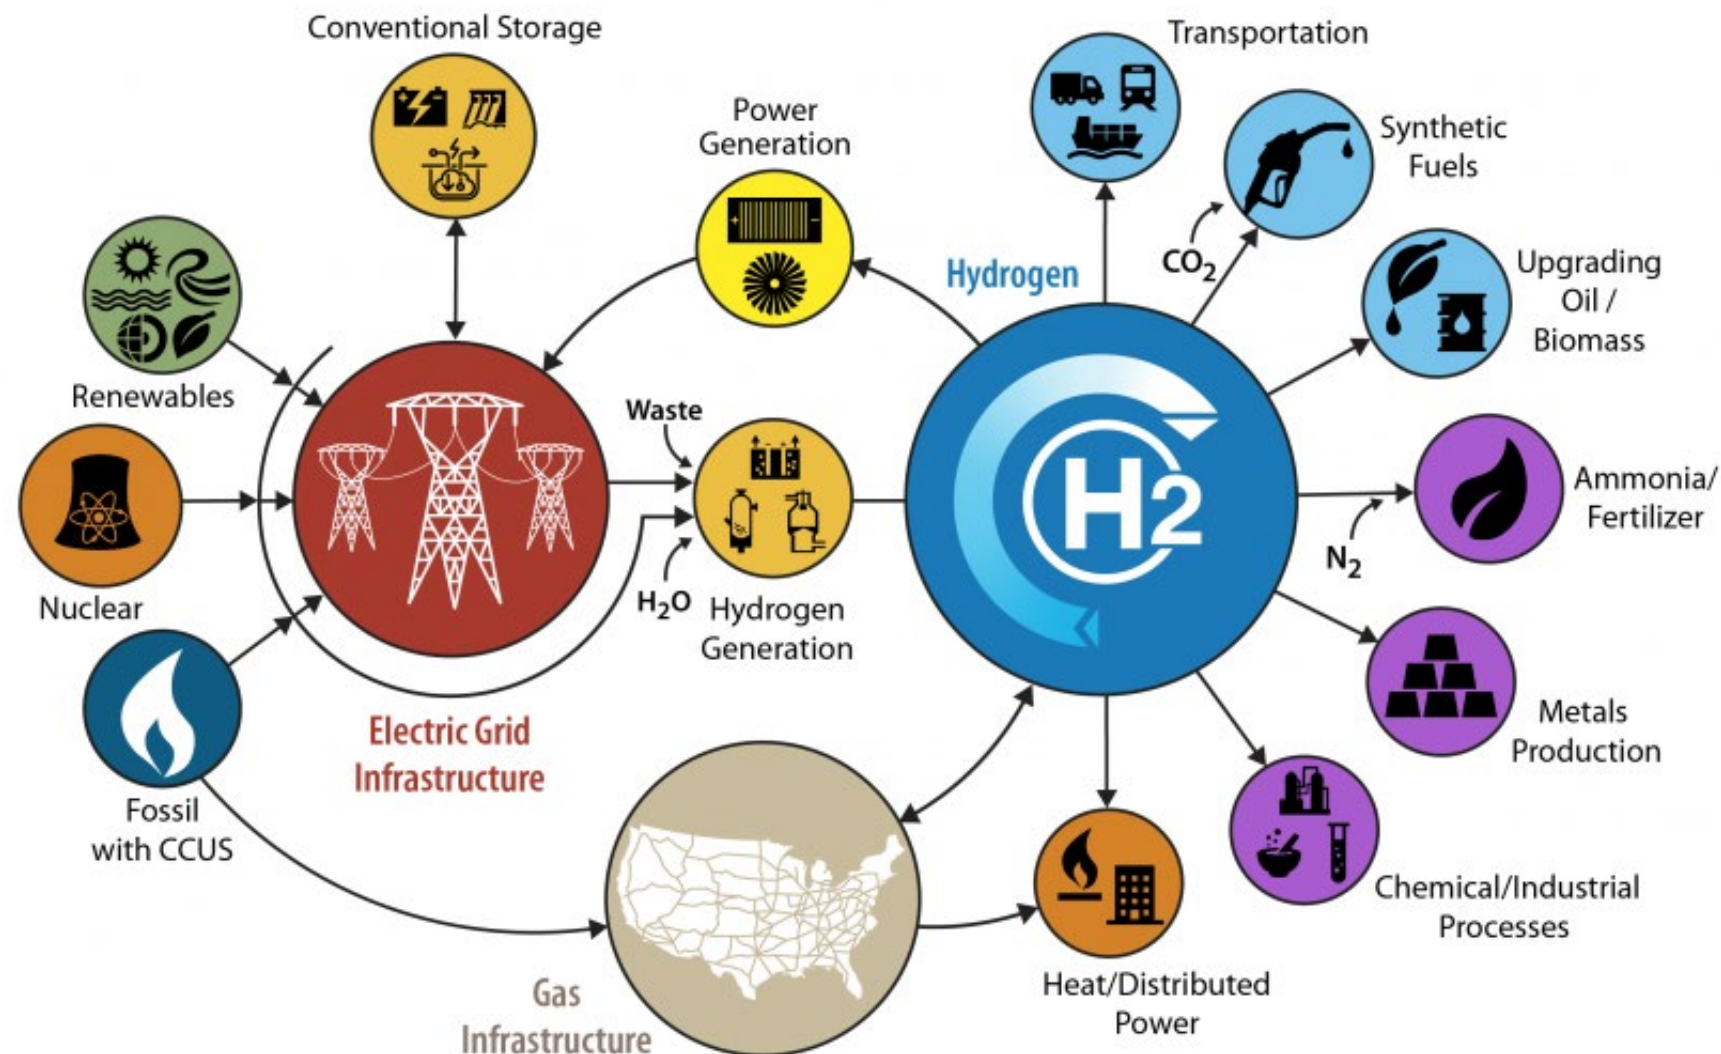 Conventional Storage
Transportation
Power
Generation
Synthetic
Fuels
CO₂
Hydrogen
Upgrading
Oil /
Biomass
Renewables
Waste
H2
Ammonia/
Fertilizer
N₂
Nuclear
H₂O
Hydrogen
Generation
Electric Grid
Infrastructure
Metals
Production
Fossil
with CCUS
Chemical/Industrial
Processes
Heat/Distributed
Power
Gas
Infrastructure